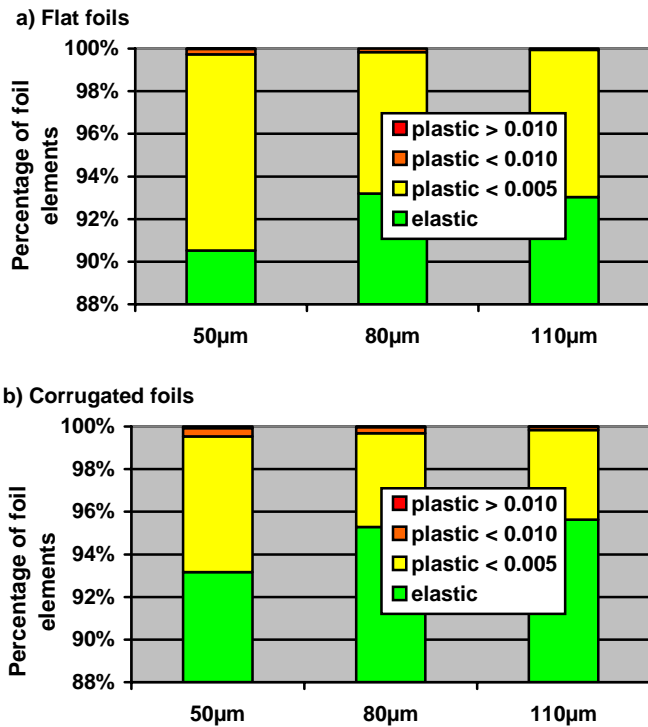 a) Flat foils
Percentage of foil
elements
100%
98%
96%
94%
92%
90%
88%
plastic > 0.010
plastic < 0.010
plastic < 0.005
elastic
50µm
80µm
110µm
b) Corrugated foils
Percentage of foil
elements
100%
98%
96%
94%
92%
90%
88%
plastic > 0.010
plastic < 0.010
plastic < 0.005
elastic
50µm
80µm
110µm